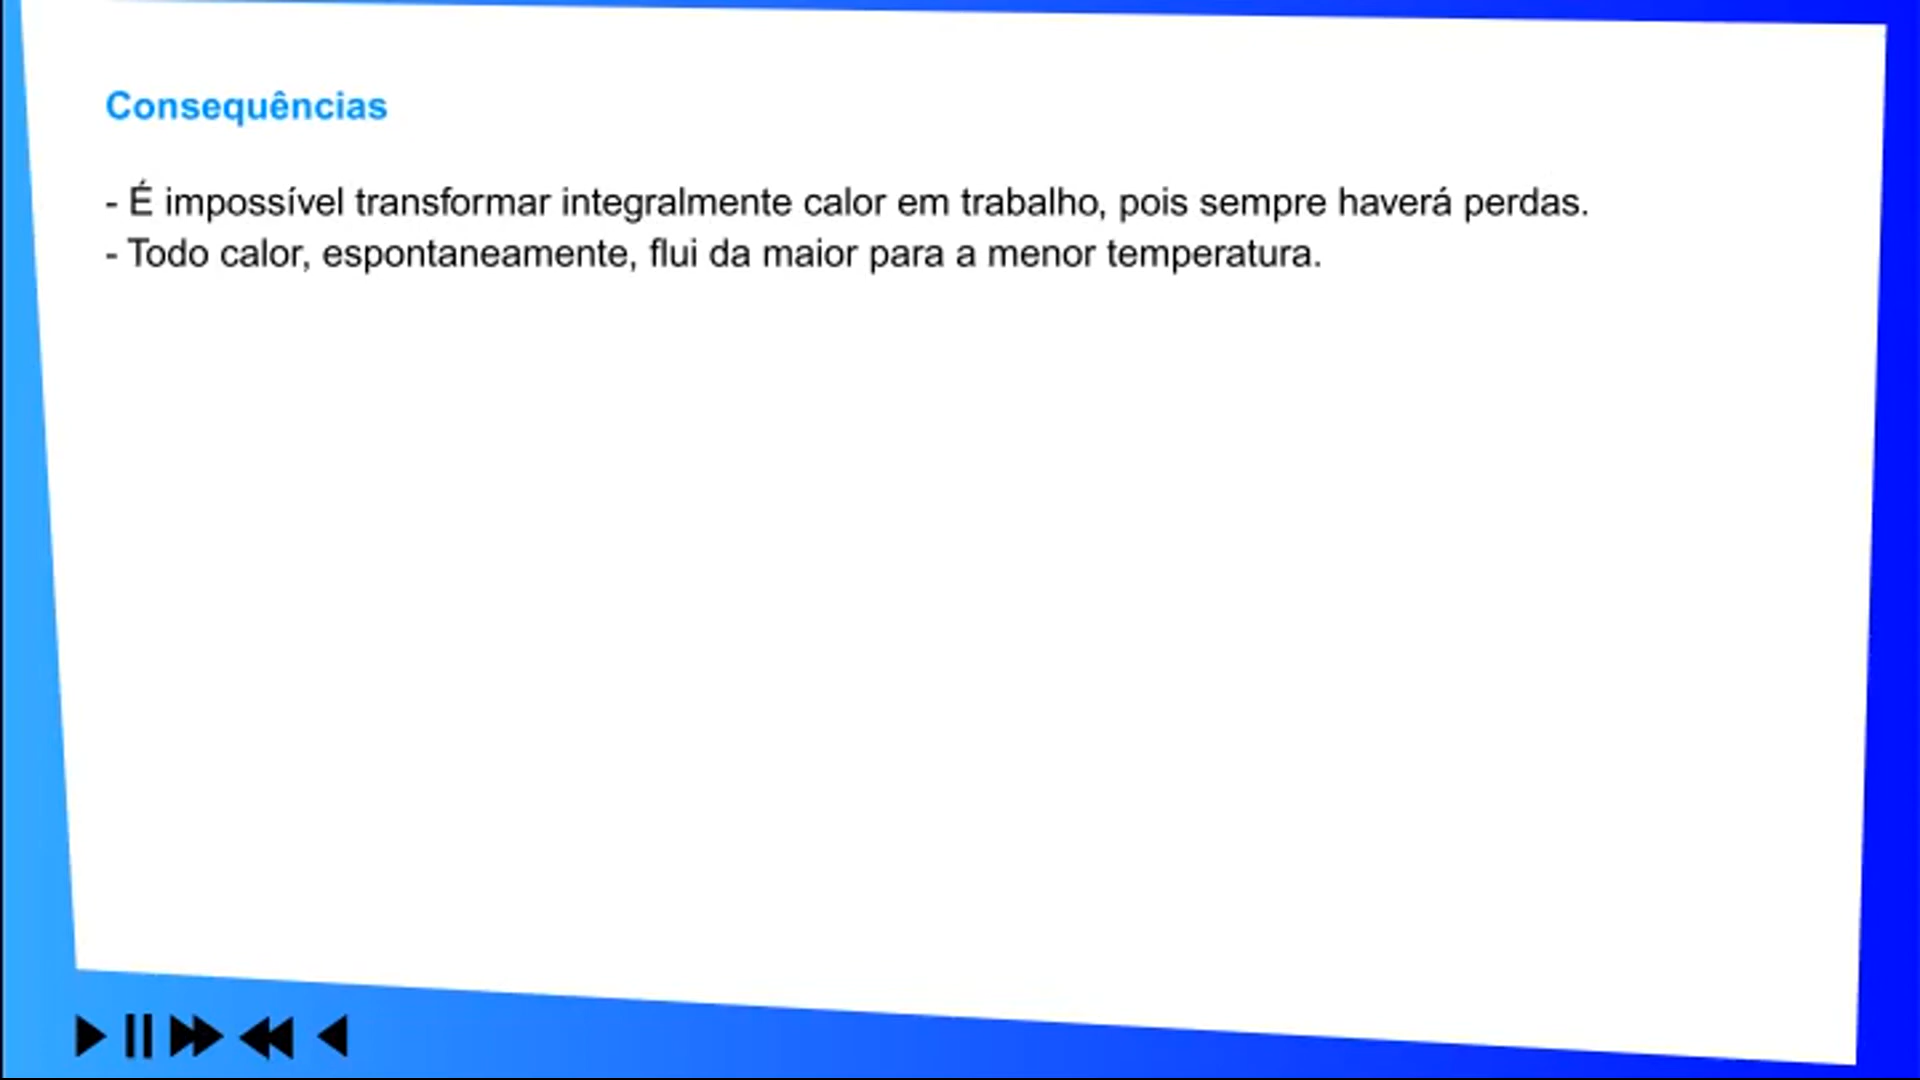 Consequências
- É impossível transformar integralmente calor em trabalho, pois sempre haverá perdas.
- Todo calor, espontaneamente, flui da maior para a menor temperatura.